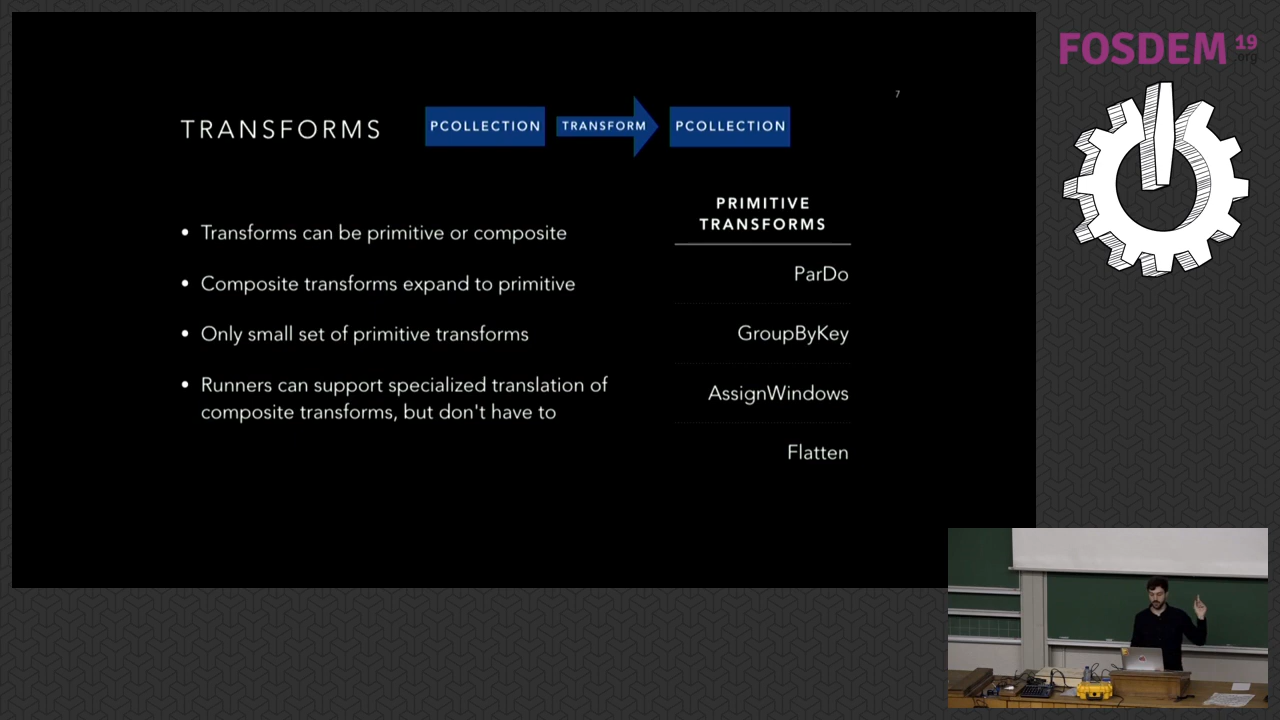 FOSDEM 19
.org
7
TRANSFORMS
PCOLLECTION TRANSFORM PCOLLECTION
• Transforms can be primitive or composite
• Composite transforms expand to primitive
• Only small set of primitive transforms
• Runners can support specialized translation of
composite transforms, but don't have to
PRIMITIVE
TRANSFORMS
ParDo
GroupByKey
AssignWindows
Flatten